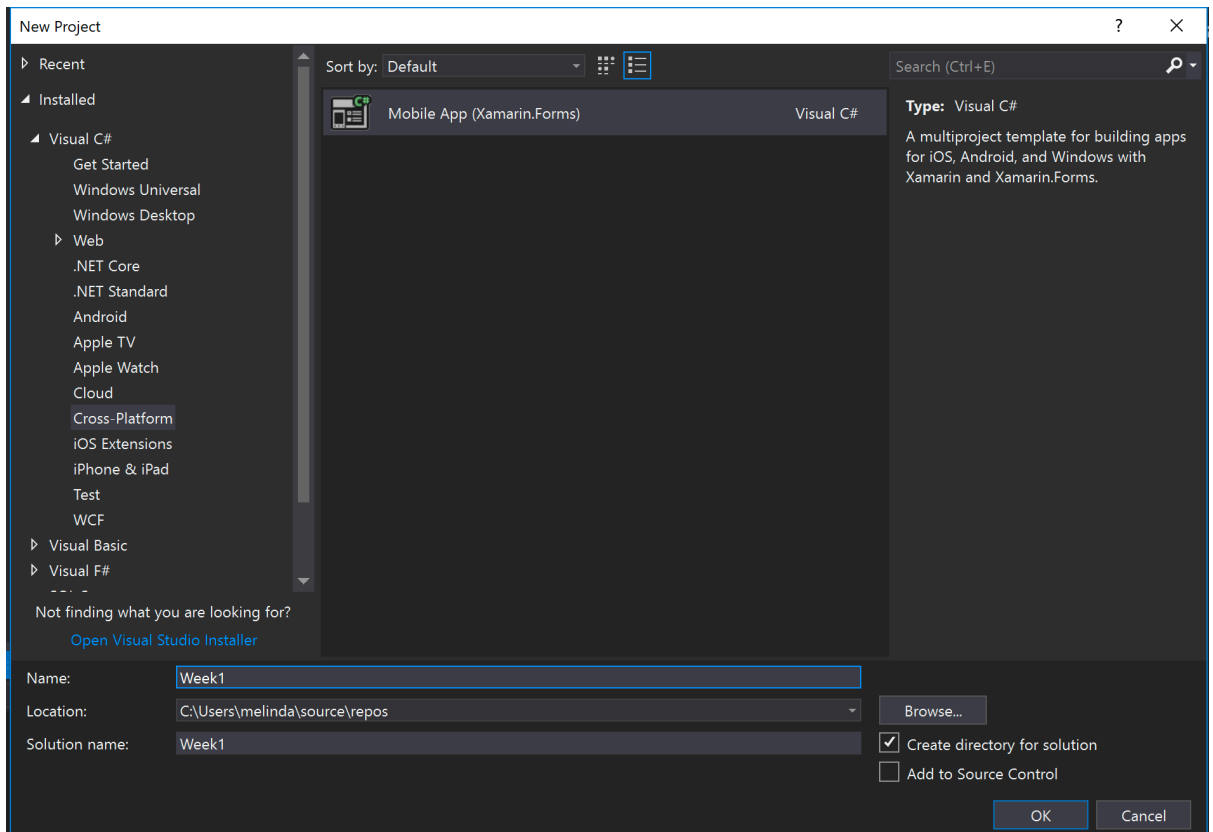 New Project
?
Recent
Installed
Visual C#
Get Started
Windows Universal
Windows Desktop
Web
.NET Core
.NET Standard
Android
Apple TV
Apple Watch
Cloud
Cross-Platform
iOS Extensions
iPhone & iPad
Test
WCF
Visual Basic
Visual F#
Not finding what you are looking for?
Open Visual Studio Installer
Sort by: Default
C#
Mobile App (Xamarin.Forms) Visual C#
Search (Ctrl+E)
Type: Visual C#
A multiproject template for building apps
for iOS, Android, and Windows with
Xamarin and Xamarin.Forms.
Name: Week1
Location: C:\Users\melinda\source\repos
Browse...
Solution name: Week1
Create directory for solution
Add to Source Control
OK Cancel